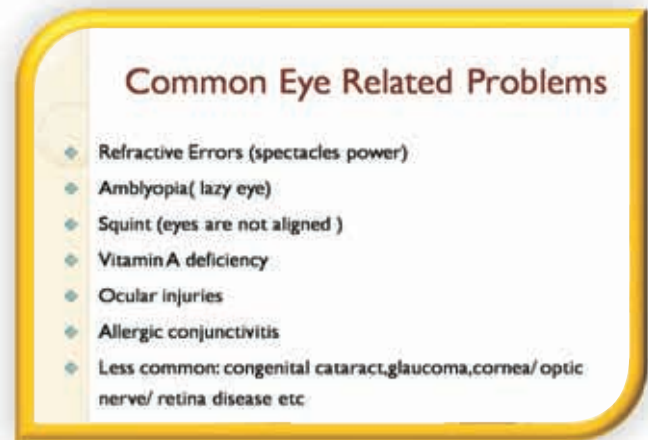 Common Eye Related Problems
Refractive Errors (spectacles power)
Amblyopia( lazy eye)
Squint (eyes are not aligned )
Vitamin A deficiency
Ocular injuries
Allergic conjunctivitis
Less common: congenital cataract,glaucoma,cornea/ optic
nerve/ retina disease etc